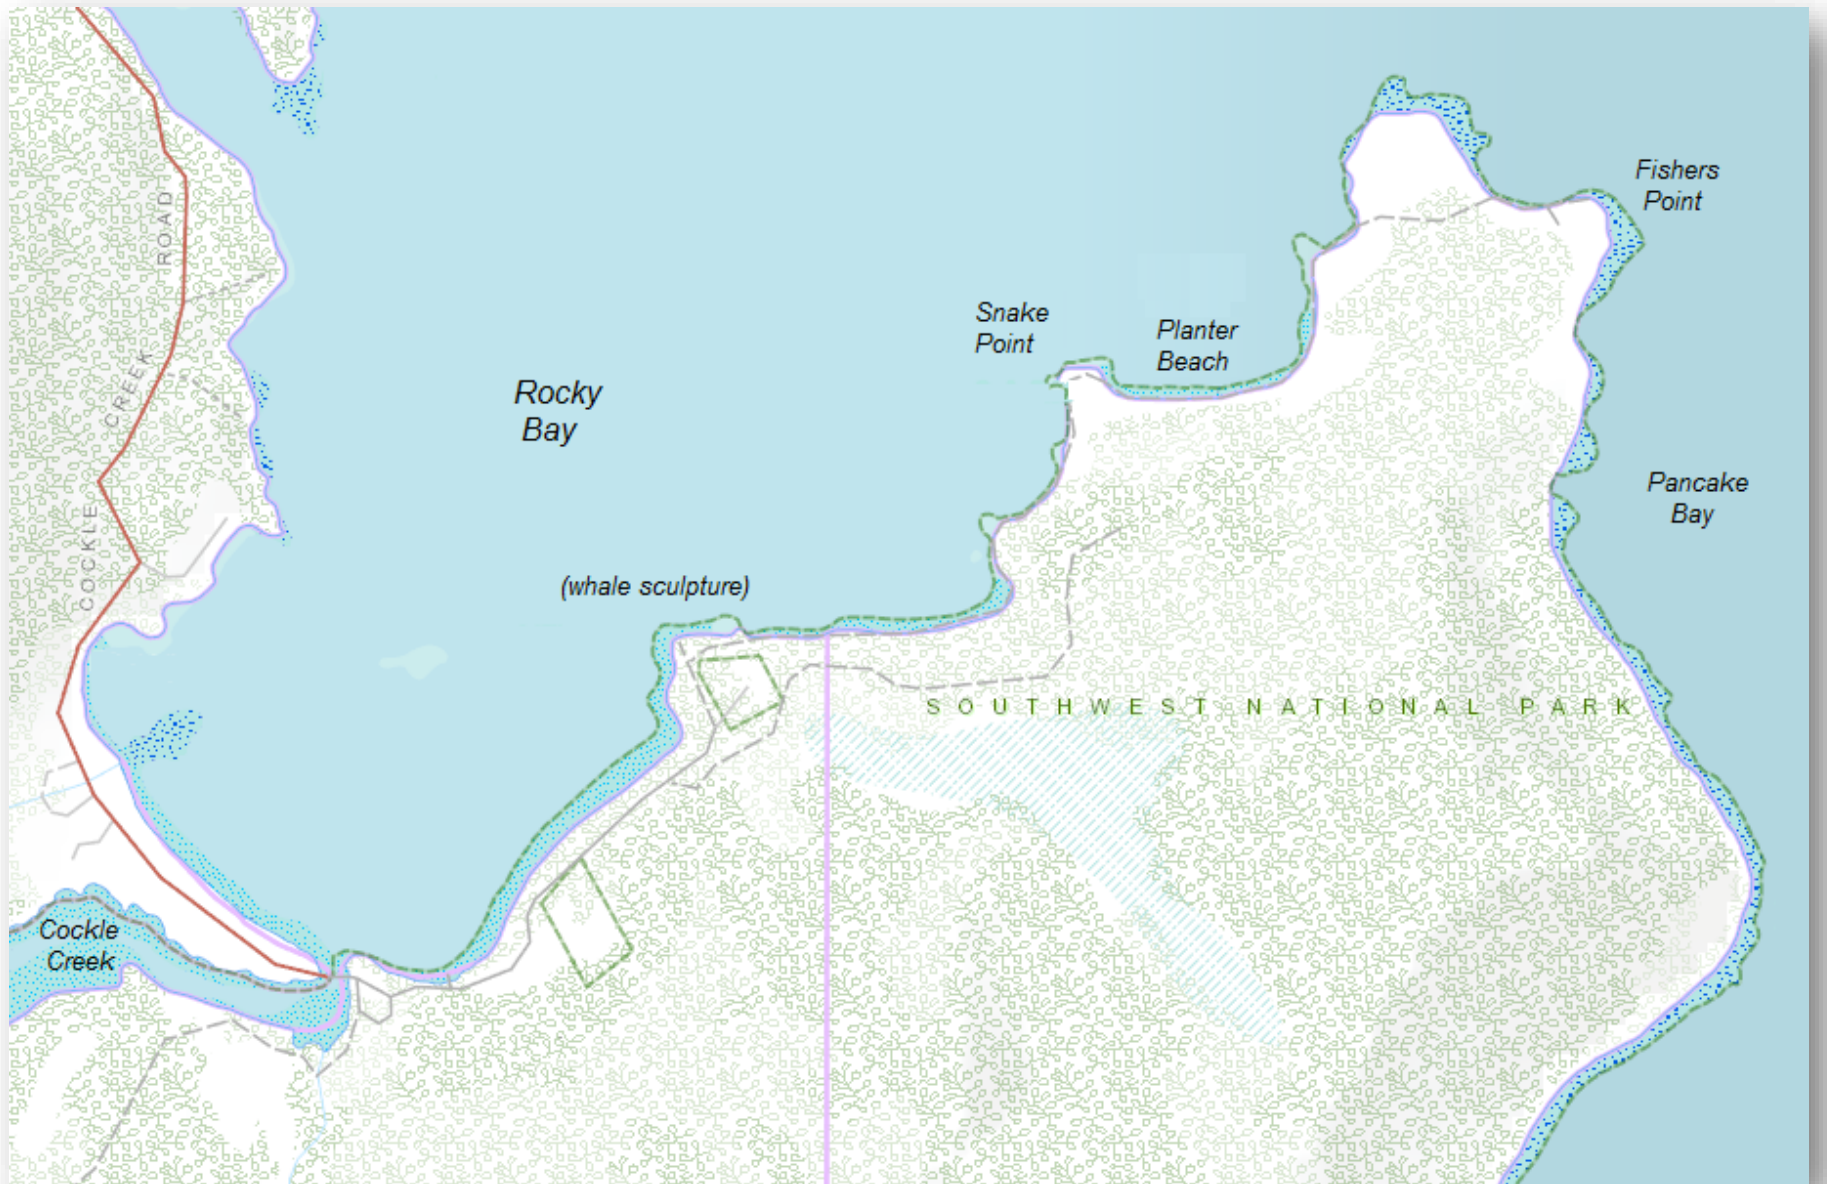 Fishers
Point
ROAD
Snake
Point
Planter
Beach
CREEK
Rocky
Bay
Pancake
Bay
COCKLE
(whale sculpture)
SOUTHWEST NATIONAL PARK
Cockle
Creek